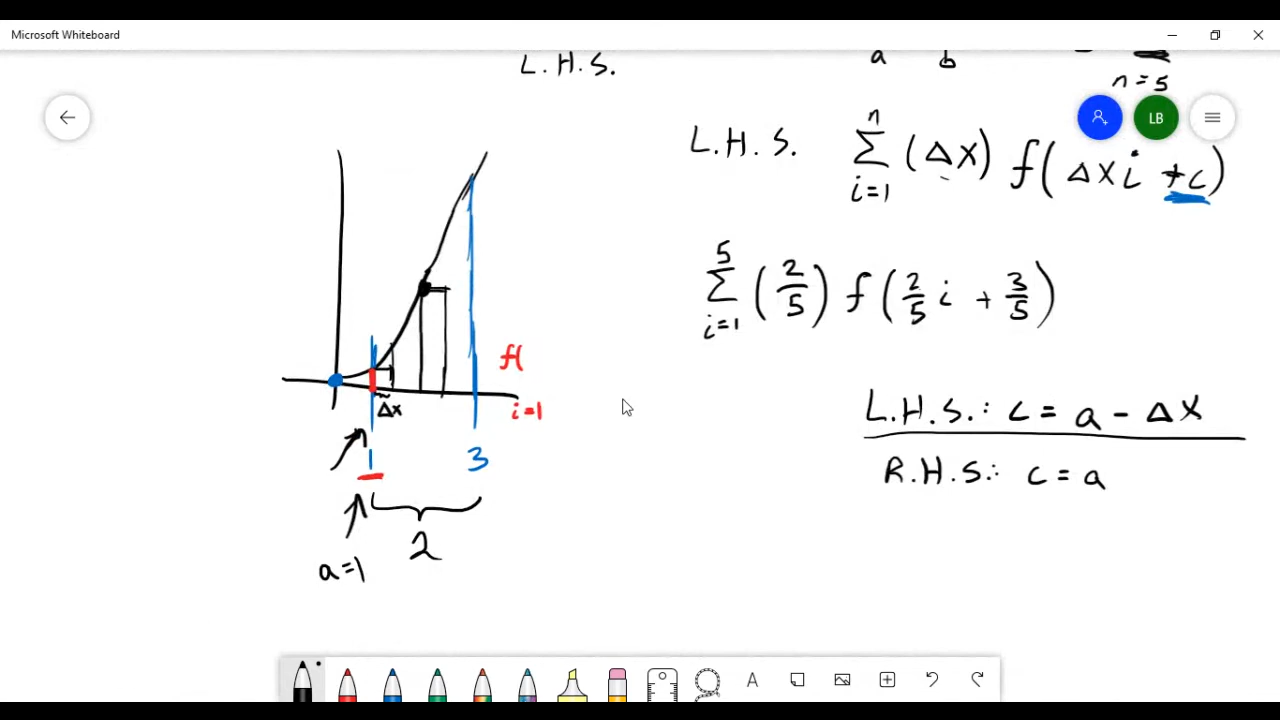 Microsoft Whiteboard
L.H.S.
a b
n = 5
LB
L.H.S. n Σ i=1 (Δx) f(Δxi +c)
5 Σ i=1 (2/5) f(2/5 i + 3/5)
f(
i=1
Δx
L.H.S.: c = a - Δx
R.H.S.: c = a
1 3
2
a=1
A